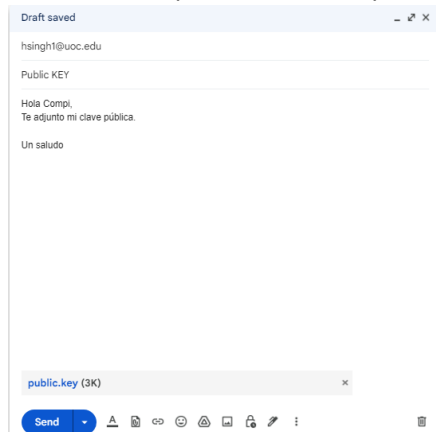 Draft saved
hsingh1@uoc.edu
Public KEY
Hola Compi,
Te adjunto mi clave pública.
Un saludo
public.key (3K)
Send